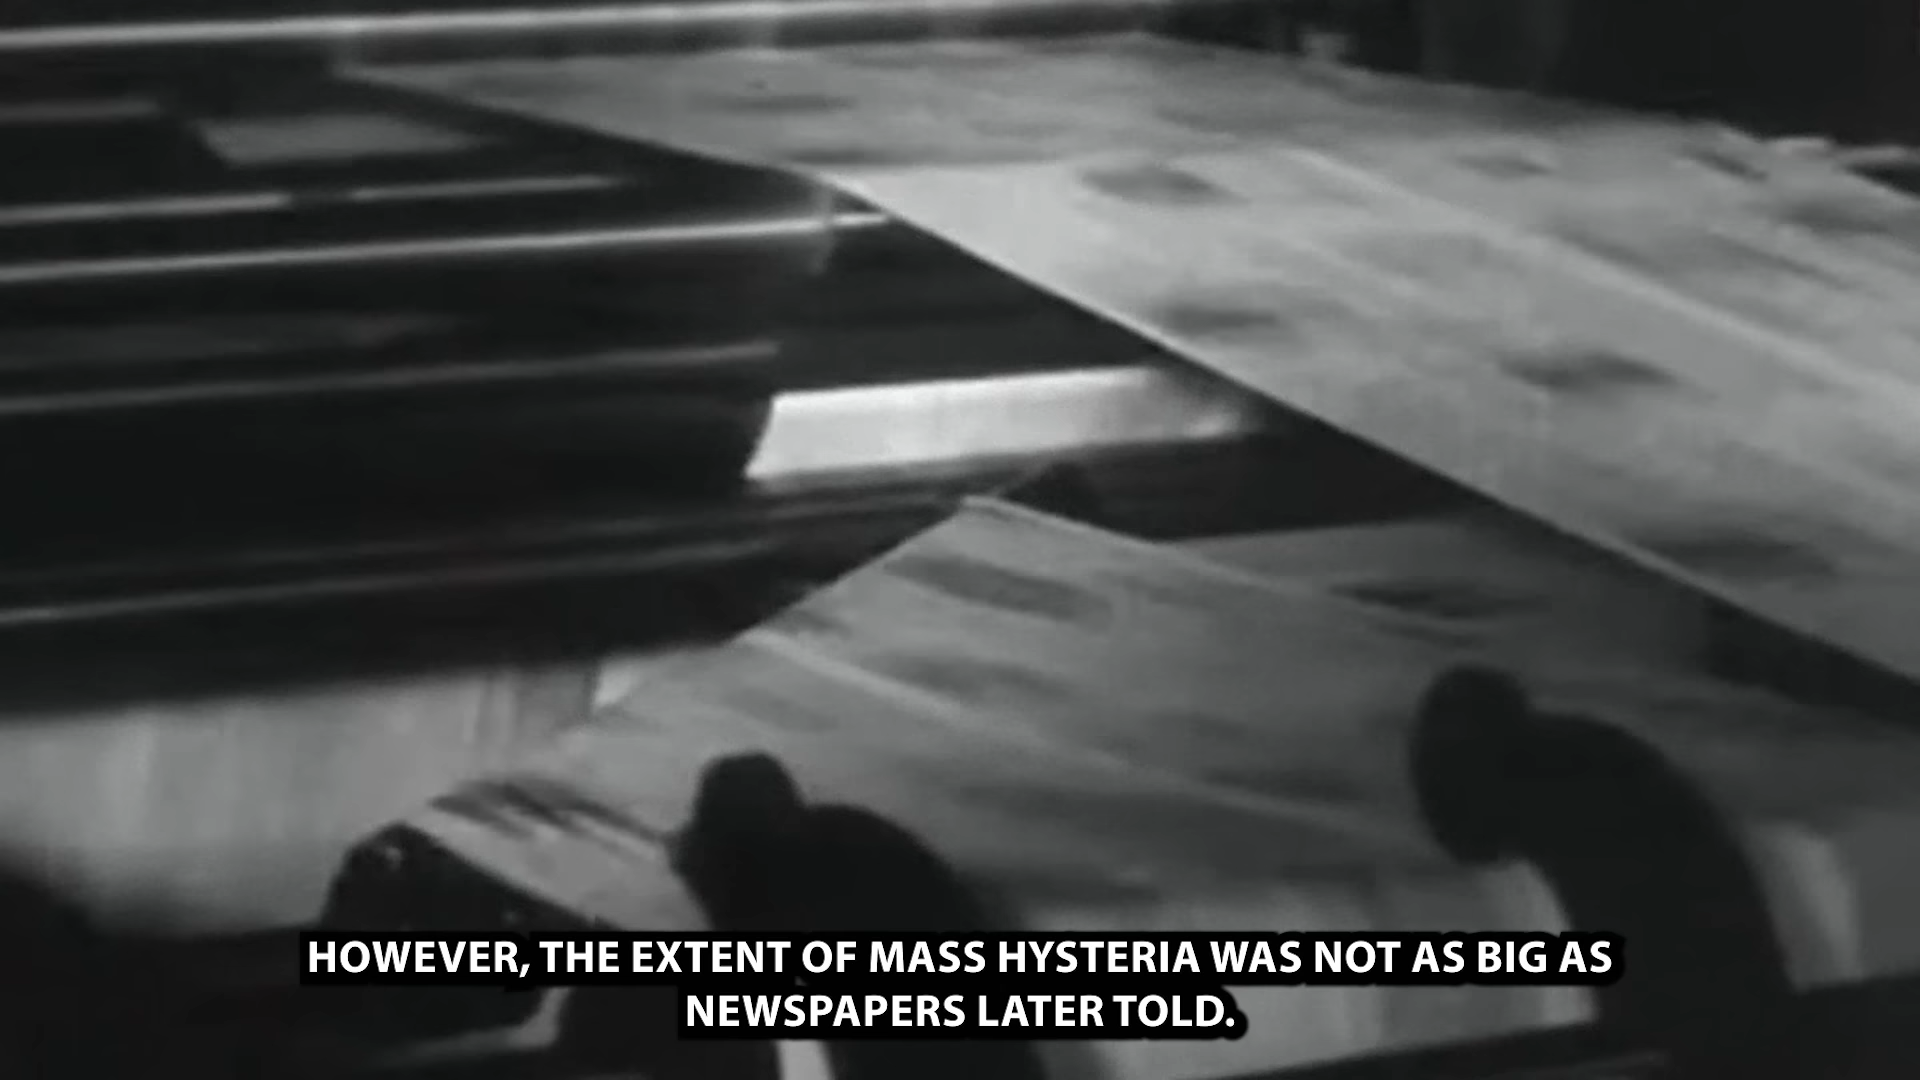 HOWEVER, THE EXTENT OF MASS HYSTERIA WAS NOT AS BIG AS
NEWSPAPERS LATER TOLD.